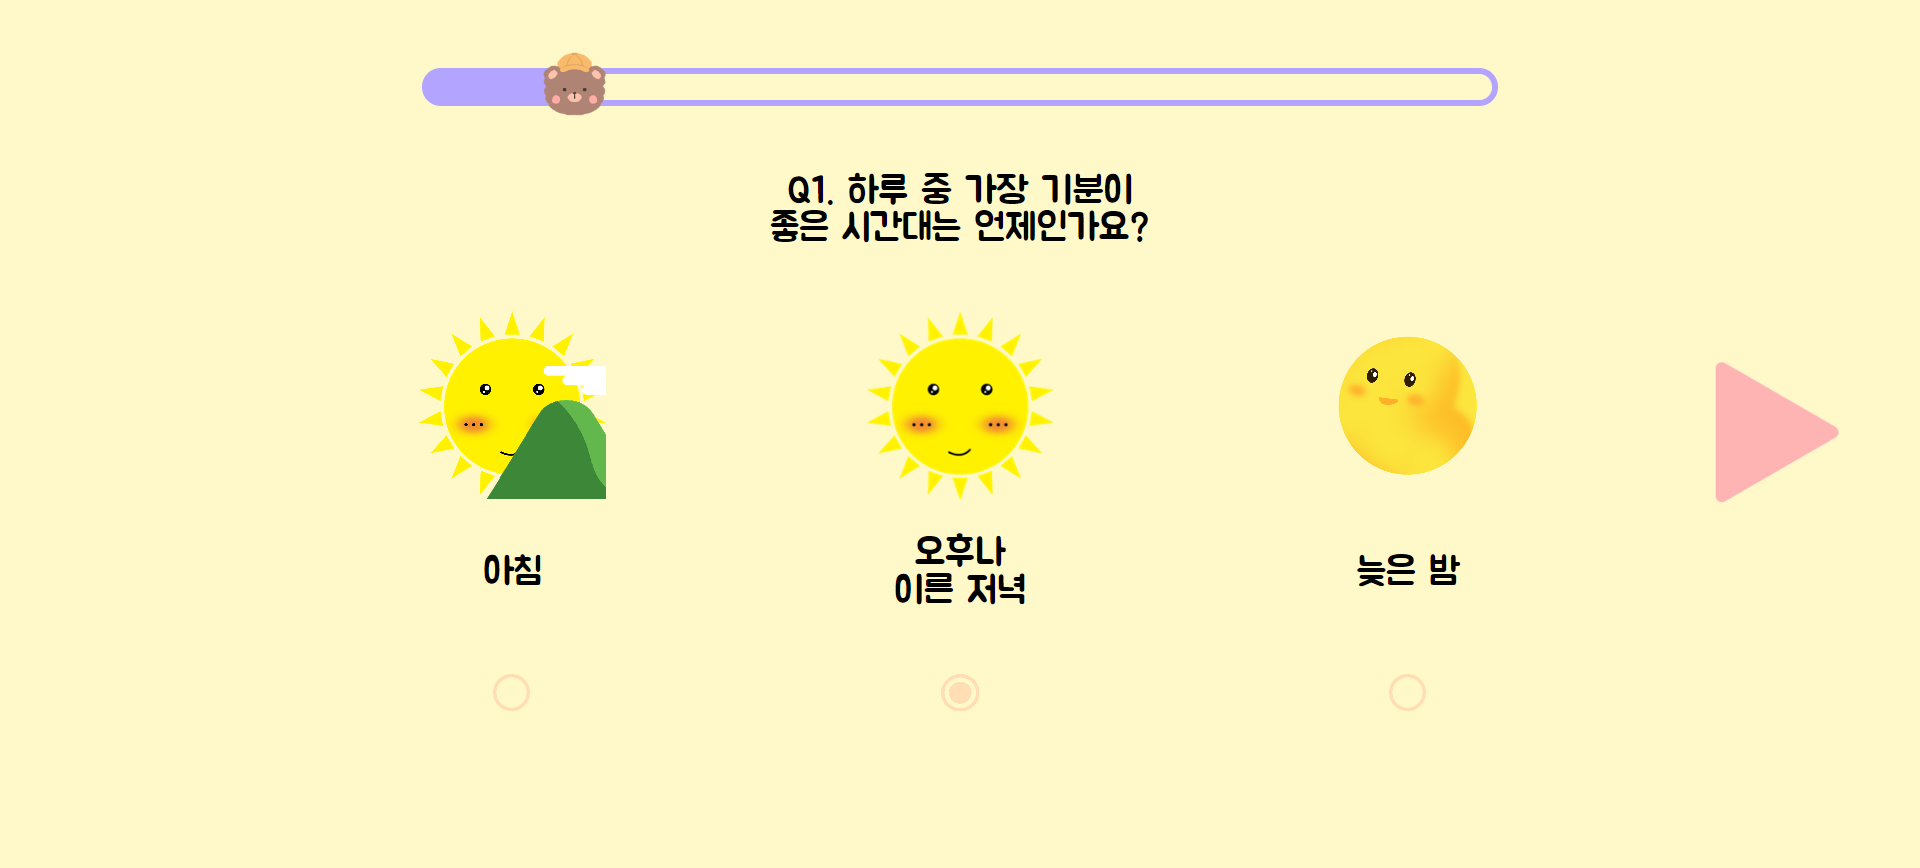 Q1. 하루 중 가장 기분이
좋은 시간대는 언제인가요?
아침
오후나
이른 저녁
늦은 밤